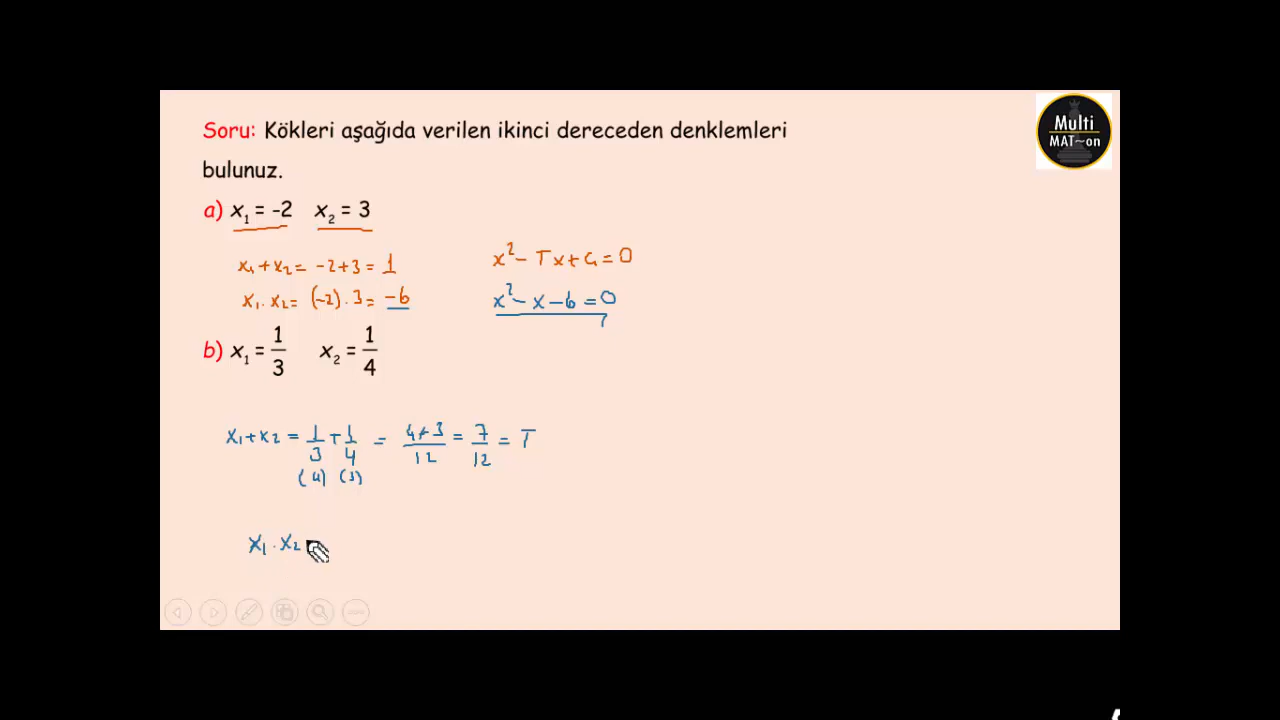 Multi
MAT~on
Soru: Kökleri aşağıda verilen ikinci dereceden denklemleri
bulunuz.
a) x₁ = -2 x₂ = 3
x₁ + x₂ = -2+3 = 1
x² - Tx + Ç = 0
x₁ . x₂ = (-2) . 3 = -6
x² - x - 6 = 0
b) x₁ = 1/3 x₂ = 1/4
x₁ + x₂ = 1/3 + 1/4 = 4+3/12 = 7/12 = T
(4) (3)
x₁ . x₂